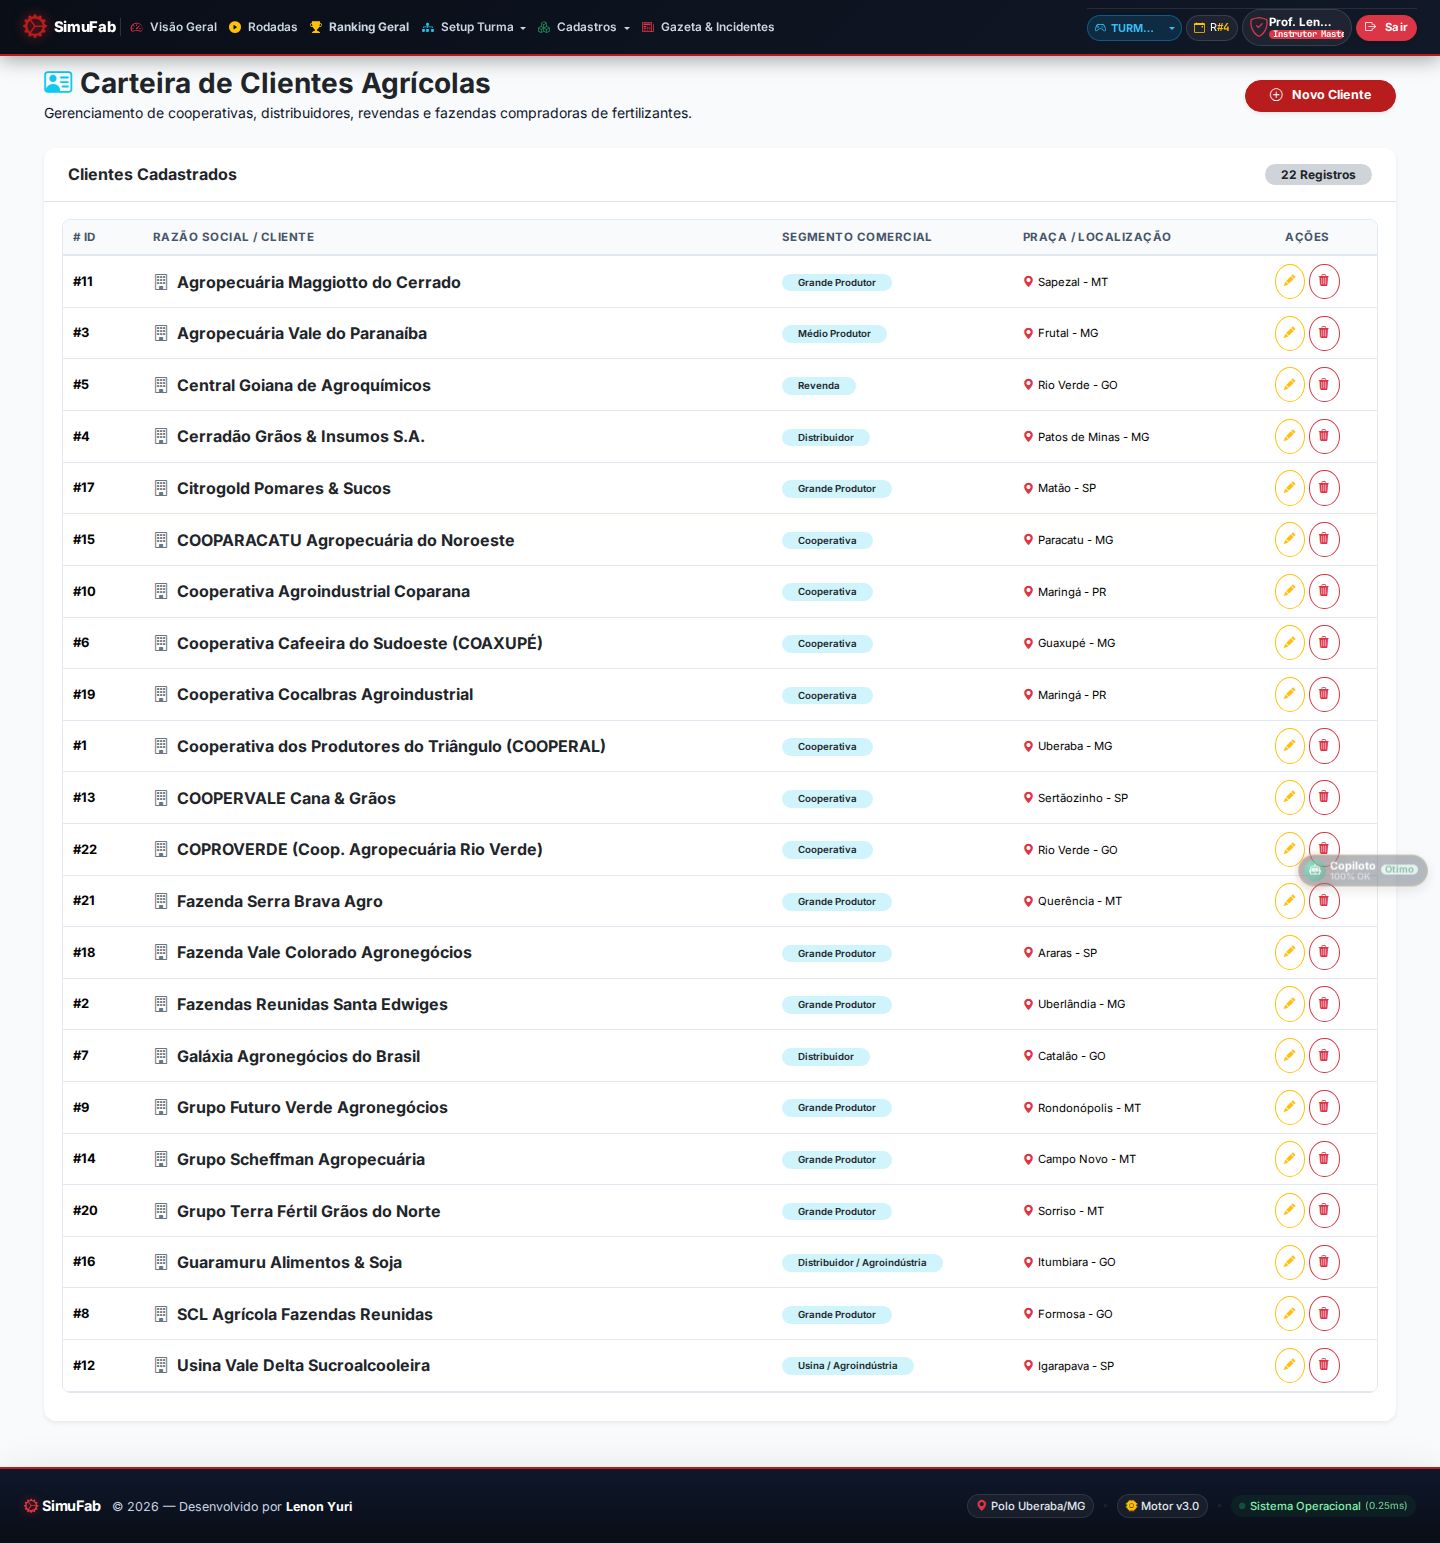 SimuFab
Visão Geral
Rodadas
Ranking Geral
Setup Turma
Cadastros
Gazeta & Incidentes
TURM...
R#4
Prof. Len...
Instrutor Maste
Sair
Carteira de Clientes Agrícolas
Gerenciamento de cooperativas, distribuidores, revendas e fazendas compradoras de fertilizantes.
Novo Cliente
Clientes Cadastrados
22 Registros
# ID RAZÃO SOCIAL / CLIENTE SEGMENTO COMERCIAL PRAÇA / LOCALIZAÇÃO AÇÕES
#11 Agropecuária Maggiotto do Cerrado Grande Produtor Sapezal - MT
#3 Agropecuária Vale do Paranaíba Médio Produtor Frutal - MG
#5 Central Goiana de Agroquímicos Revenda Rio Verde - GO
#4 Cerradão Grãos & Insumos S.A. Distribuidor Patos de Minas - MG
#17 Citrogold Pomares & Sucos Grande Produtor Matão - SP
#15 COOPARACATU Agropecuária do Noroeste Cooperativa Paracatu - MG
#10 Cooperativa Agroindustrial Coparana Cooperativa Maringá - PR
#6 Cooperativa Cafeeira do Sudoeste (COAXUPÉ) Cooperativa Guaxupé - MG
#19 Cooperativa Cocalbras Agroindustrial Cooperativa Maringá - PR
#1 Cooperativa dos Produtores do Triângulo (COOPERAL) Cooperativa Uberaba - MG
#13 COOPERVALE Cana & Grãos Cooperativa Sertãozinho - SP
#22 COPROVERDE (Coop. Agropecuária Rio Verde) Cooperativa Rio Verde - GO
Copiloto
100% OK
Ótimo
#21 Fazenda Serra Brava Agro Grande Produtor Querência - MT
#18 Fazenda Vale Colorado Agronegócios Grande Produtor Araras - SP
#2 Fazendas Reunidas Santa Edwiges Grande Produtor Uberlândia - MG
#7 Galáxia Agronegócios do Brasil Distribuidor Catalão - GO
#9 Grupo Futuro Verde Agronegócios Grande Produtor Rondonópolis - MT
#14 Grupo Scheffman Agropecuária Grande Produtor Campo Novo - MT
#20 Grupo Terra Fértil Grãos do Norte Grande Produtor Sorriso - MT
#16 Guaramuru Alimentos & Soja Distribuidor / Agroindústria Itumbiara - GO
#8 SCL Agrícola Fazendas Reunidas Grande Produtor Formosa - GO
#12 Usina Vale Delta Sucroalcooleira Usina / Agroindústria Igarapava - SP
SimuFab © 2026 — Desenvolvido por Lenon Yuri
Polo Uberaba/MG
Motor v3.0
Sistema Operacional (0.25ms)